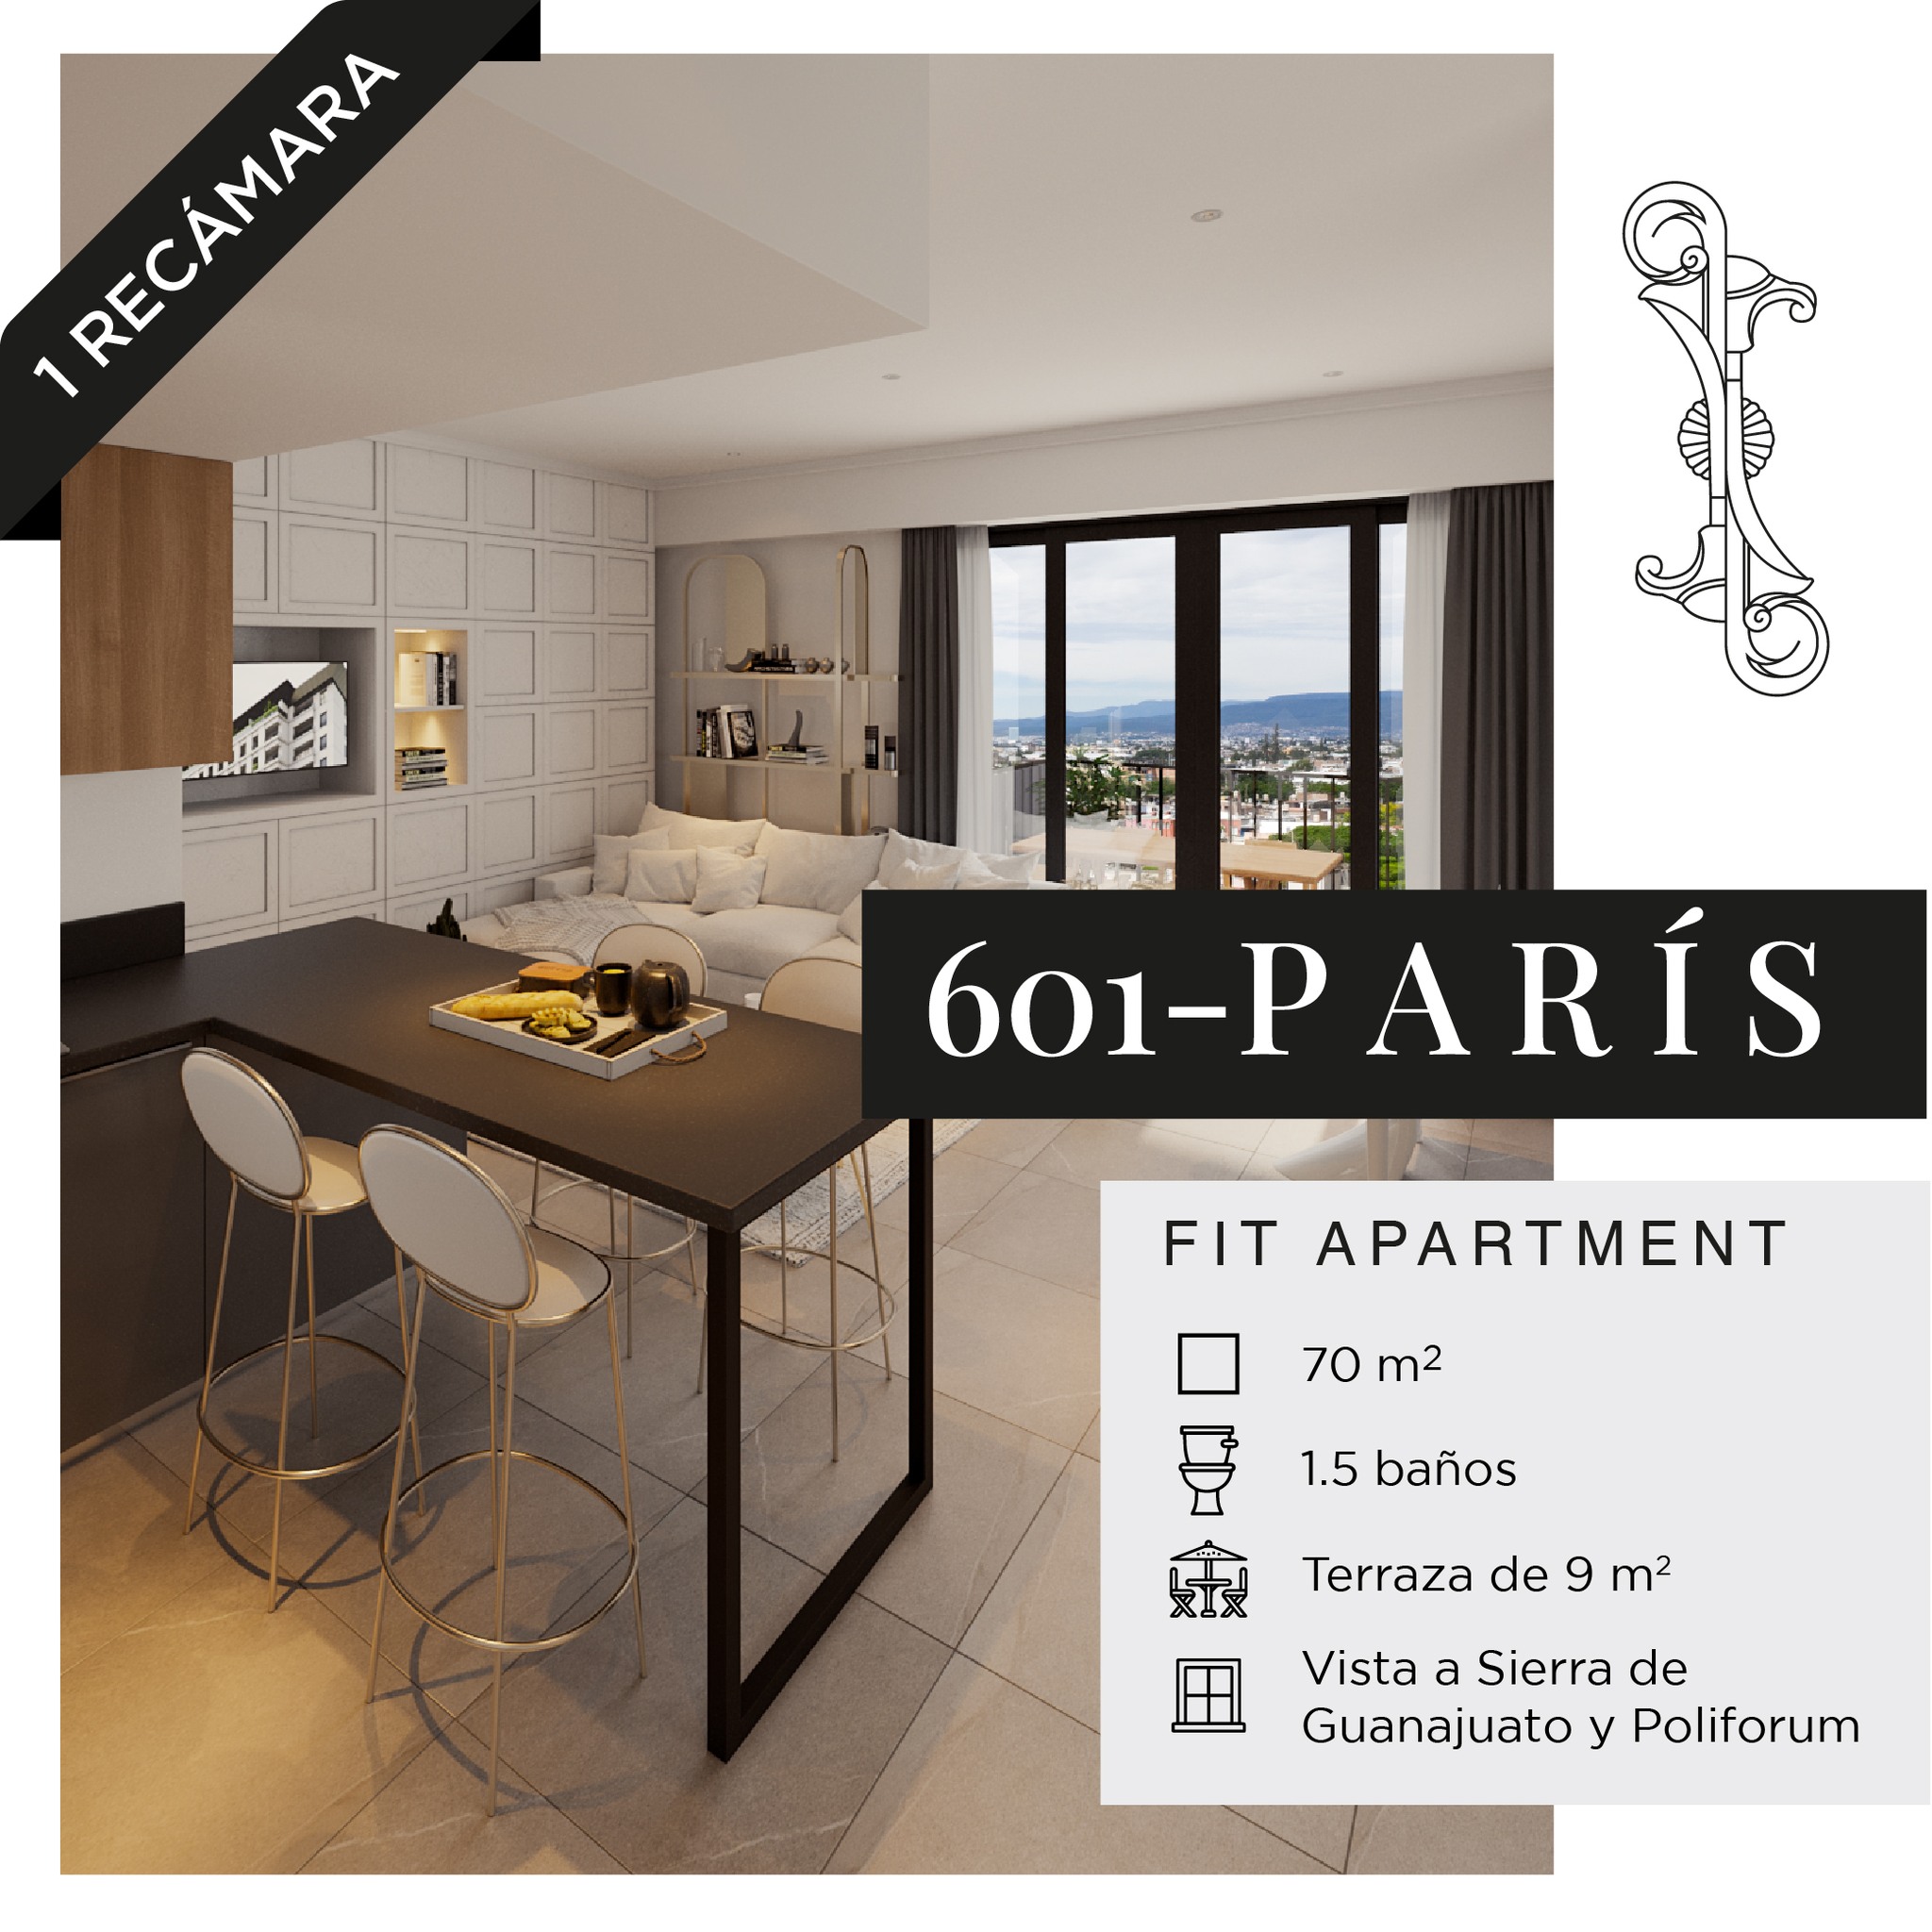 1 RECÁMARA
601-PARÍS
FIT APARTMENT
70 m²
1.5 baños
Terraza de 9 m²
Vista a Sierra de
Guanajuato y Poliforum